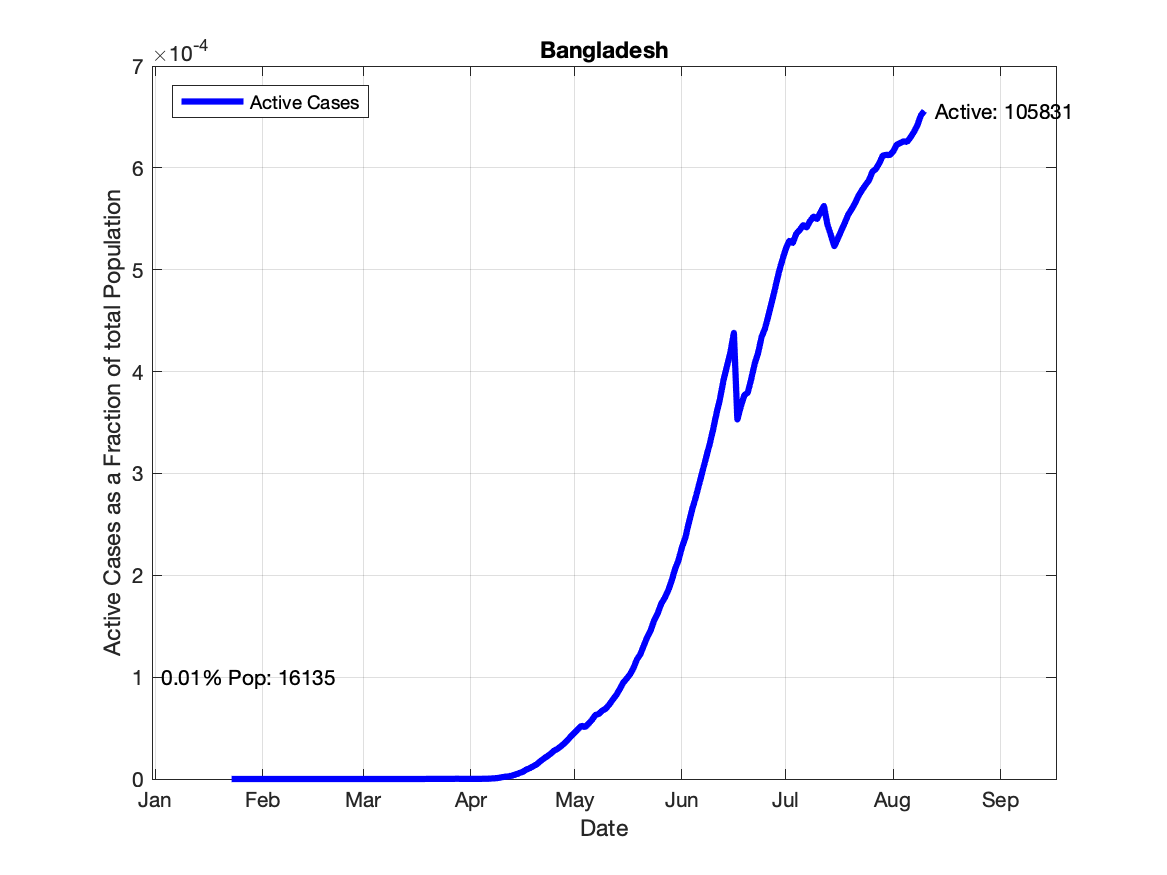 Bangladesh
×10-4
7
6
5
4
3
2
1
0
Active Cases as a Fraction of total Population
Active Cases
Active: 105831
0.01% Pop: 16135
Jan Feb Mar Apr May Jun Jul Aug Sep
Date